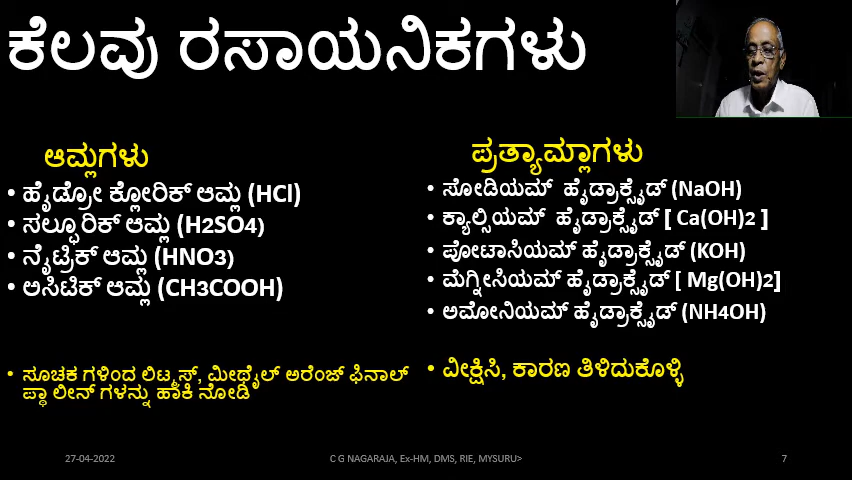 ಕೆಲವು ರಸಾಯನಿಕಗಳು
ಆಮ್ಲಗಳು
• ಹೈಡ್ರೋ ಕ್ಲೋರಿಕ್ ಆಮ್ಲ (HCl)
• ಸಲ್ಫೂರಿಕ್ ಆಮ್ಲ (H2SO4)
• ನೈಟ್ರಿಕ್ ಆಮ್ಲ (HNO3)
• ಅಸಿಟಿಕ್ ಆಮ್ಲ (CH3COOH)
• ಸೂಚಕ ಗಳಿಂದ ಲಿಟ್ಮಸ್, ಮೀಥೈಲ್ ಅರೆಂಜ್ ಫಿನಾಲ್
ಪ್ಥಾ ಲೀನ್ ಗಳನ್ನು ಹಾಕಿ ನೋಡಿ
ಪ್ರತ್ಯಾಮ್ಲಾಗಳು
• ಸೋಡಿಯಮ್ ಹೈಡ್ರಾಕ್ಸೈಡ್ (NaOH)
• ಕ್ಯಾಲ್ಸಿಯಮ್ ಹೈಡ್ರಾಕ್ಸೈಡ್ [ Ca(OH)2 ]
• ಪೋಟಾಸಿಯಮ್ ಹೈಡ್ರಾಕ್ಸೈಡ್ (KOH)
• ಮೆಗ್ನೀಸಿಯಮ್ ಹೈಡ್ರಾಕ್ಸೈಡ್ [ Mg(OH)2]
• ಅಮೋನಿಯಮ್ ಹೈಡ್ರಾಕ್ಸೈಡ್ (NH4OH)
• ವೀಕ್ಷಿಸಿ, ಕಾರಣ ತಿಳಿದುಕೊಳ್ಳಿ
27-04-2022
C G NAGARAJA, Ex-HM, DMS, RIE, MYSURU>
7